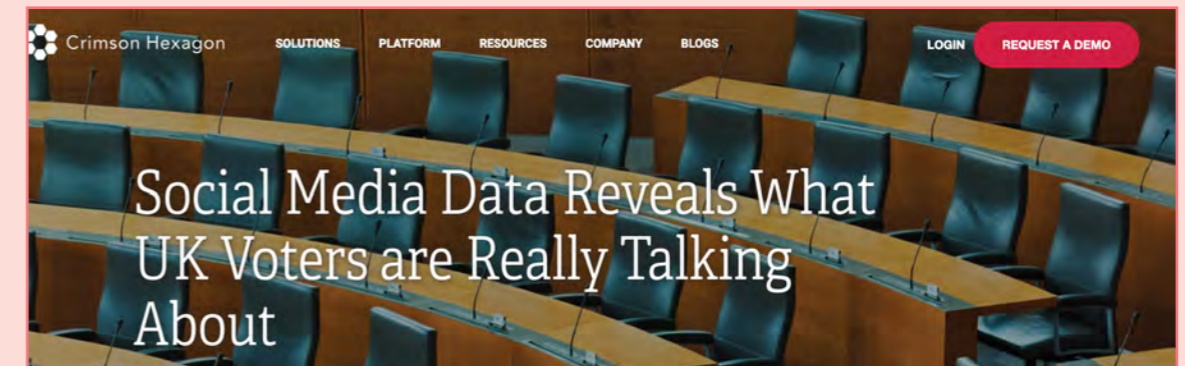 Crimson Hexagon SOLUTIONS PLATFORM RESOURCES COMPANY BLOGS LOGIN REQUEST A DEMO
Social Media Data Reveals What
UK Voters are Really Talking
About